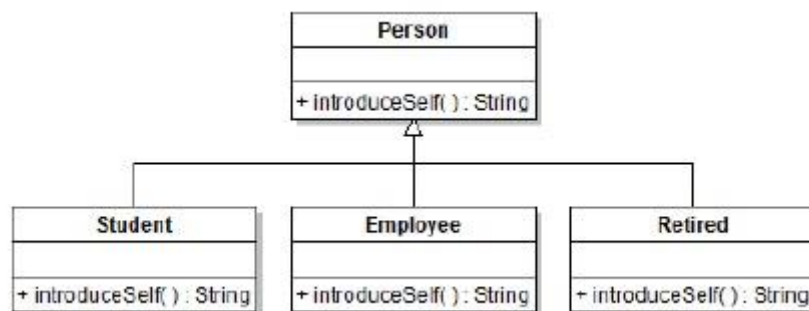 Person
+ introduceSelf( ) : String
Student
+ introduceSelf( ) : String
Employee
+ introduceSelf( ) : String
Retired
+ introduceSelf( ) : String